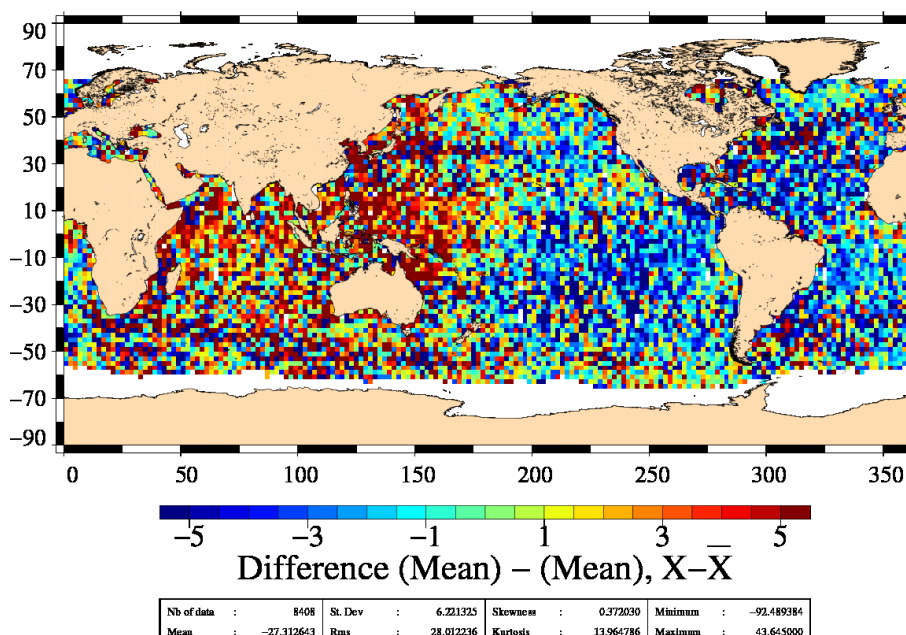 90
70
50
30
10
−10
−30
−50
−70
−90
0 50 100 150 200 250 300 350
−5 −3 −1 1 3 5
Difference (Mean) − (Mean), X−X̅
Nb of data : 8408 St. Dev : 6.221325 Skewness : 0.372030 Minimum : −92.489384
Mean : −27.312643 Rms : 28.012236 Kurtosis : 13.964786 Maximum : 43.645000